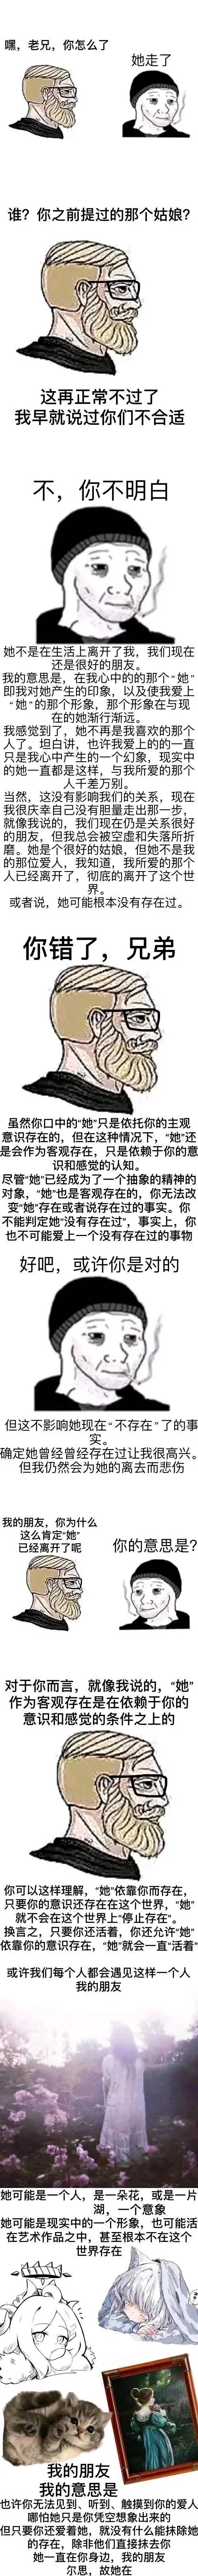 嘿，老兄，你怎么了
她走了
谁？你之前提过的那个姑娘？
这再正常不过了
我早就说过你们不合适
不，你不明白
她不是在生活上离开了我，我们现在
还是很好的朋友。
我的意思是，在我心中的的那个“她”
即我对她产生的印象，以及使我爱上
“她”的那个形象，那个形象在与现
在的她渐行渐远。
我感觉到了，她不再是我喜欢的那个
人了。坦白讲，也许我爱上的的一直
只是我心中产生的一个幻象，现实中
的她一直都是这样，与我所爱的那个
人千差万别。
当然，这没有影响我们的关系，现在
我很庆幸自己没有胆量走出那一步，
就像我说的，我们现在仍是关系很好
的朋友，但我总会被空虚和失落所折
磨。她是个很好的姑娘，但她不是我
的那位爱人，我知道，我所爱的那个
人已经离开了，彻底的离开了这个世
界。
或者说，她可能根本没有存在过。
你错了，兄弟
虽然你口中的“她”只是依托你的主观
意识存在的，但在这种情况下，“她”还
是会作为客观存在，只是依赖于你的意
识和感觉的认知。
尽管“她”已经成为了一个抽象的精神的
对象，“她”也是客观存在的，你无法改
变“她”存在或者说存在过的事实。你
不能判定她“没有存在过”，事实上，你
也不可能爱上一个没有存在过的事物
好吧，或许你是对的
但这不影响她现在“不存在”了的事
实。
确定她曾经曾经存在过让我很高兴。
但我仍然会为她的离去而悲伤
我的朋友，你为什么
这么肯定“她”
已经离开了呢
你的意思是？
对于你而言，就像我说的，“她”
作为客观存在是在依赖于你的
意识和感觉的条件之上的
你可以这样理解，“她”依靠你而存在，
只要你的意识还存在在这个世界，“她”
就不会在这个世界上“停止存在”。
换言之，只要你还活着，你还允许“她”
依靠你的意识存在，“她”就会一直“活着”
或许我们每个人都会遇见这样一个人
我的朋友
她可能是一个人，是一朵花，或是一片
湖，一个意象
她可能是现实中的一个形象，也可能活
在艺术作品之中，甚至根本不在这个
世界存在
我的朋友
我的意思是
也许你无法见到、听到、触摸到你的爱人
哪怕她只是你凭空想象出来的
但只要你还爱着她，就没有什么能抹除她
的存在，除非他们直接抹去你
她一直在你身边，我的朋友
尔思，故她在